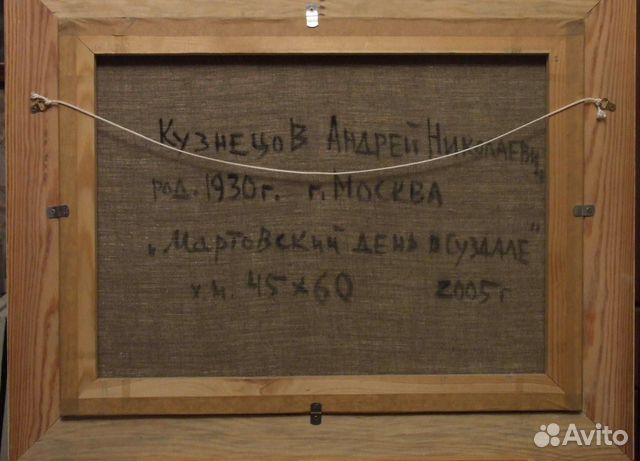 Кузнецов Андрей Николаевич
род. 1930г. г. Москва
„Мартовский день в Суздале"
х.м. 45×60 2005г
Avito